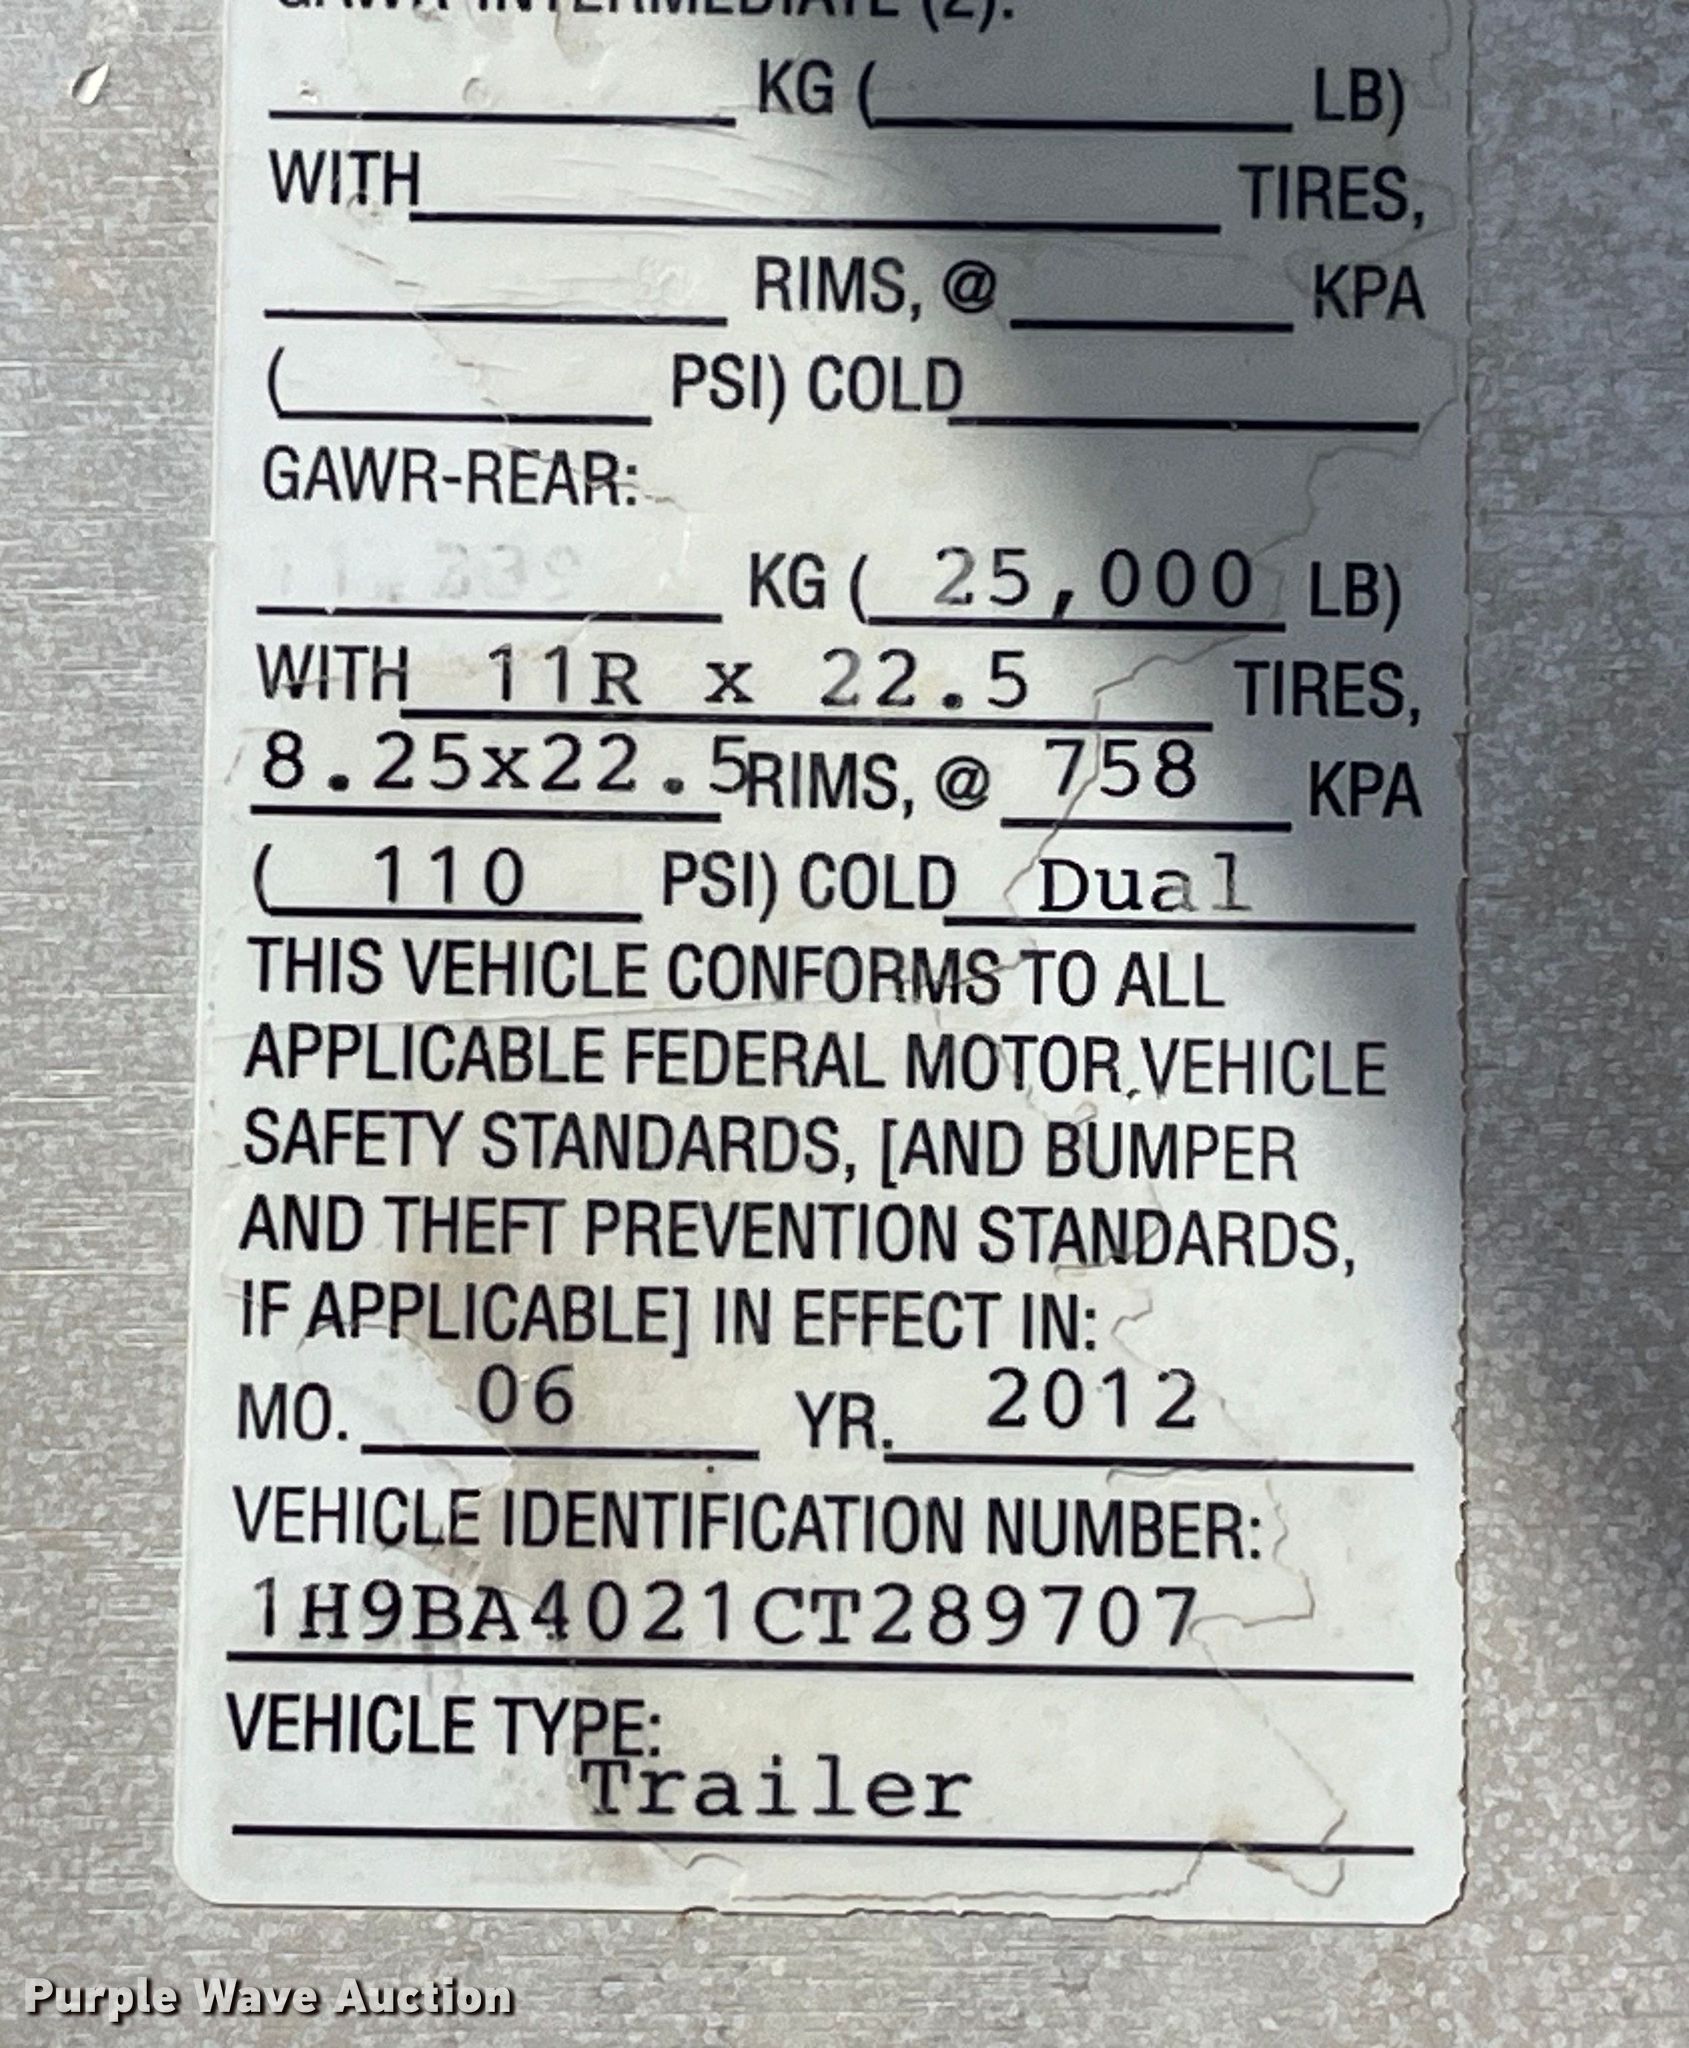 GAWR-INTERMEDIATE (2):
KG ( LB)
WITH TIRES,
RIMS, @ KPA
( PSI) COLD
GAWR-REAR:
KG ( 25,000 LB)
WITH 11R x 22.5 TIRES,
8.25x22.5 RIMS, @ 758 KPA
( 110 PSI) COLD Dual
THIS VEHICLE CONFORMS TO ALL
APPLICABLE FEDERAL MOTOR VEHICLE
SAFETY STANDARDS, [AND BUMPER
AND THEFT PREVENTION STANDARDS,
IF APPLICABLE] IN EFFECT IN:
MO. 06 YR. 2012
VEHICLE IDENTIFICATION NUMBER:
1H9BA4021CT289707
VEHICLE TYPE:
Trailer
Purple Wave Auction